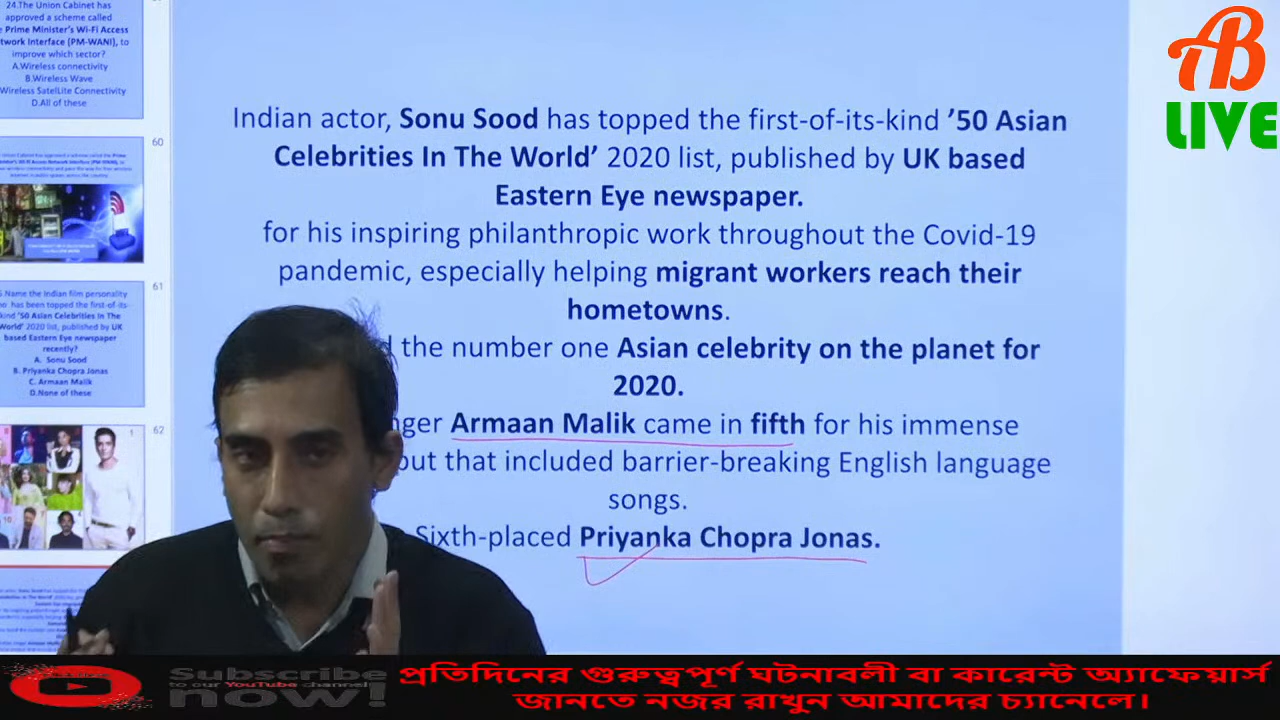 24.The Union Cabinet has
approved a scheme called
Prime Minister's Wi-Fi Access
twork Interface (PM-WANI), to
improve which sector?
A.Wireless connectivity
B.Wireless Wave
Wireless SatelLite Connectivity
D.All of these
60
61
Name the Indian film personality
has been topped the first-of-its-
kind '50 Asian Celebrities In The
World' 2020 list, published by UK
based Eastern Eye newspaper
recently?
A. Sonu Sood
B. Priyanka Chopra Jonas
C. Armaan Malik
D.None of these
62
Indian actor, Sonu Sood has topped the first-of-its-kind '50 Asian
Celebrities In The World' 2020 list, published by UK based
Eastern Eye newspaper.
for his inspiring philanthropic work throughout the Covid-19
pandemic, especially helping migrant workers reach their
hometowns.
the number one Asian celebrity on the planet for
2020.
nger Armaan Malik came in fifth for his immense
put that included barrier-breaking English language
songs.
Sixth-placed Priyanka Chopra Jonas.
AB
LIVE
Subscribe
to our YouTube channel
now!
প্রতিদিনের গুরুত্বপূর্ণ ঘটনাবলী বা কারেন্ট অ্যাফেয়ার্স
জানতে নজর রাখুন আমাদের চ্যানেলে।